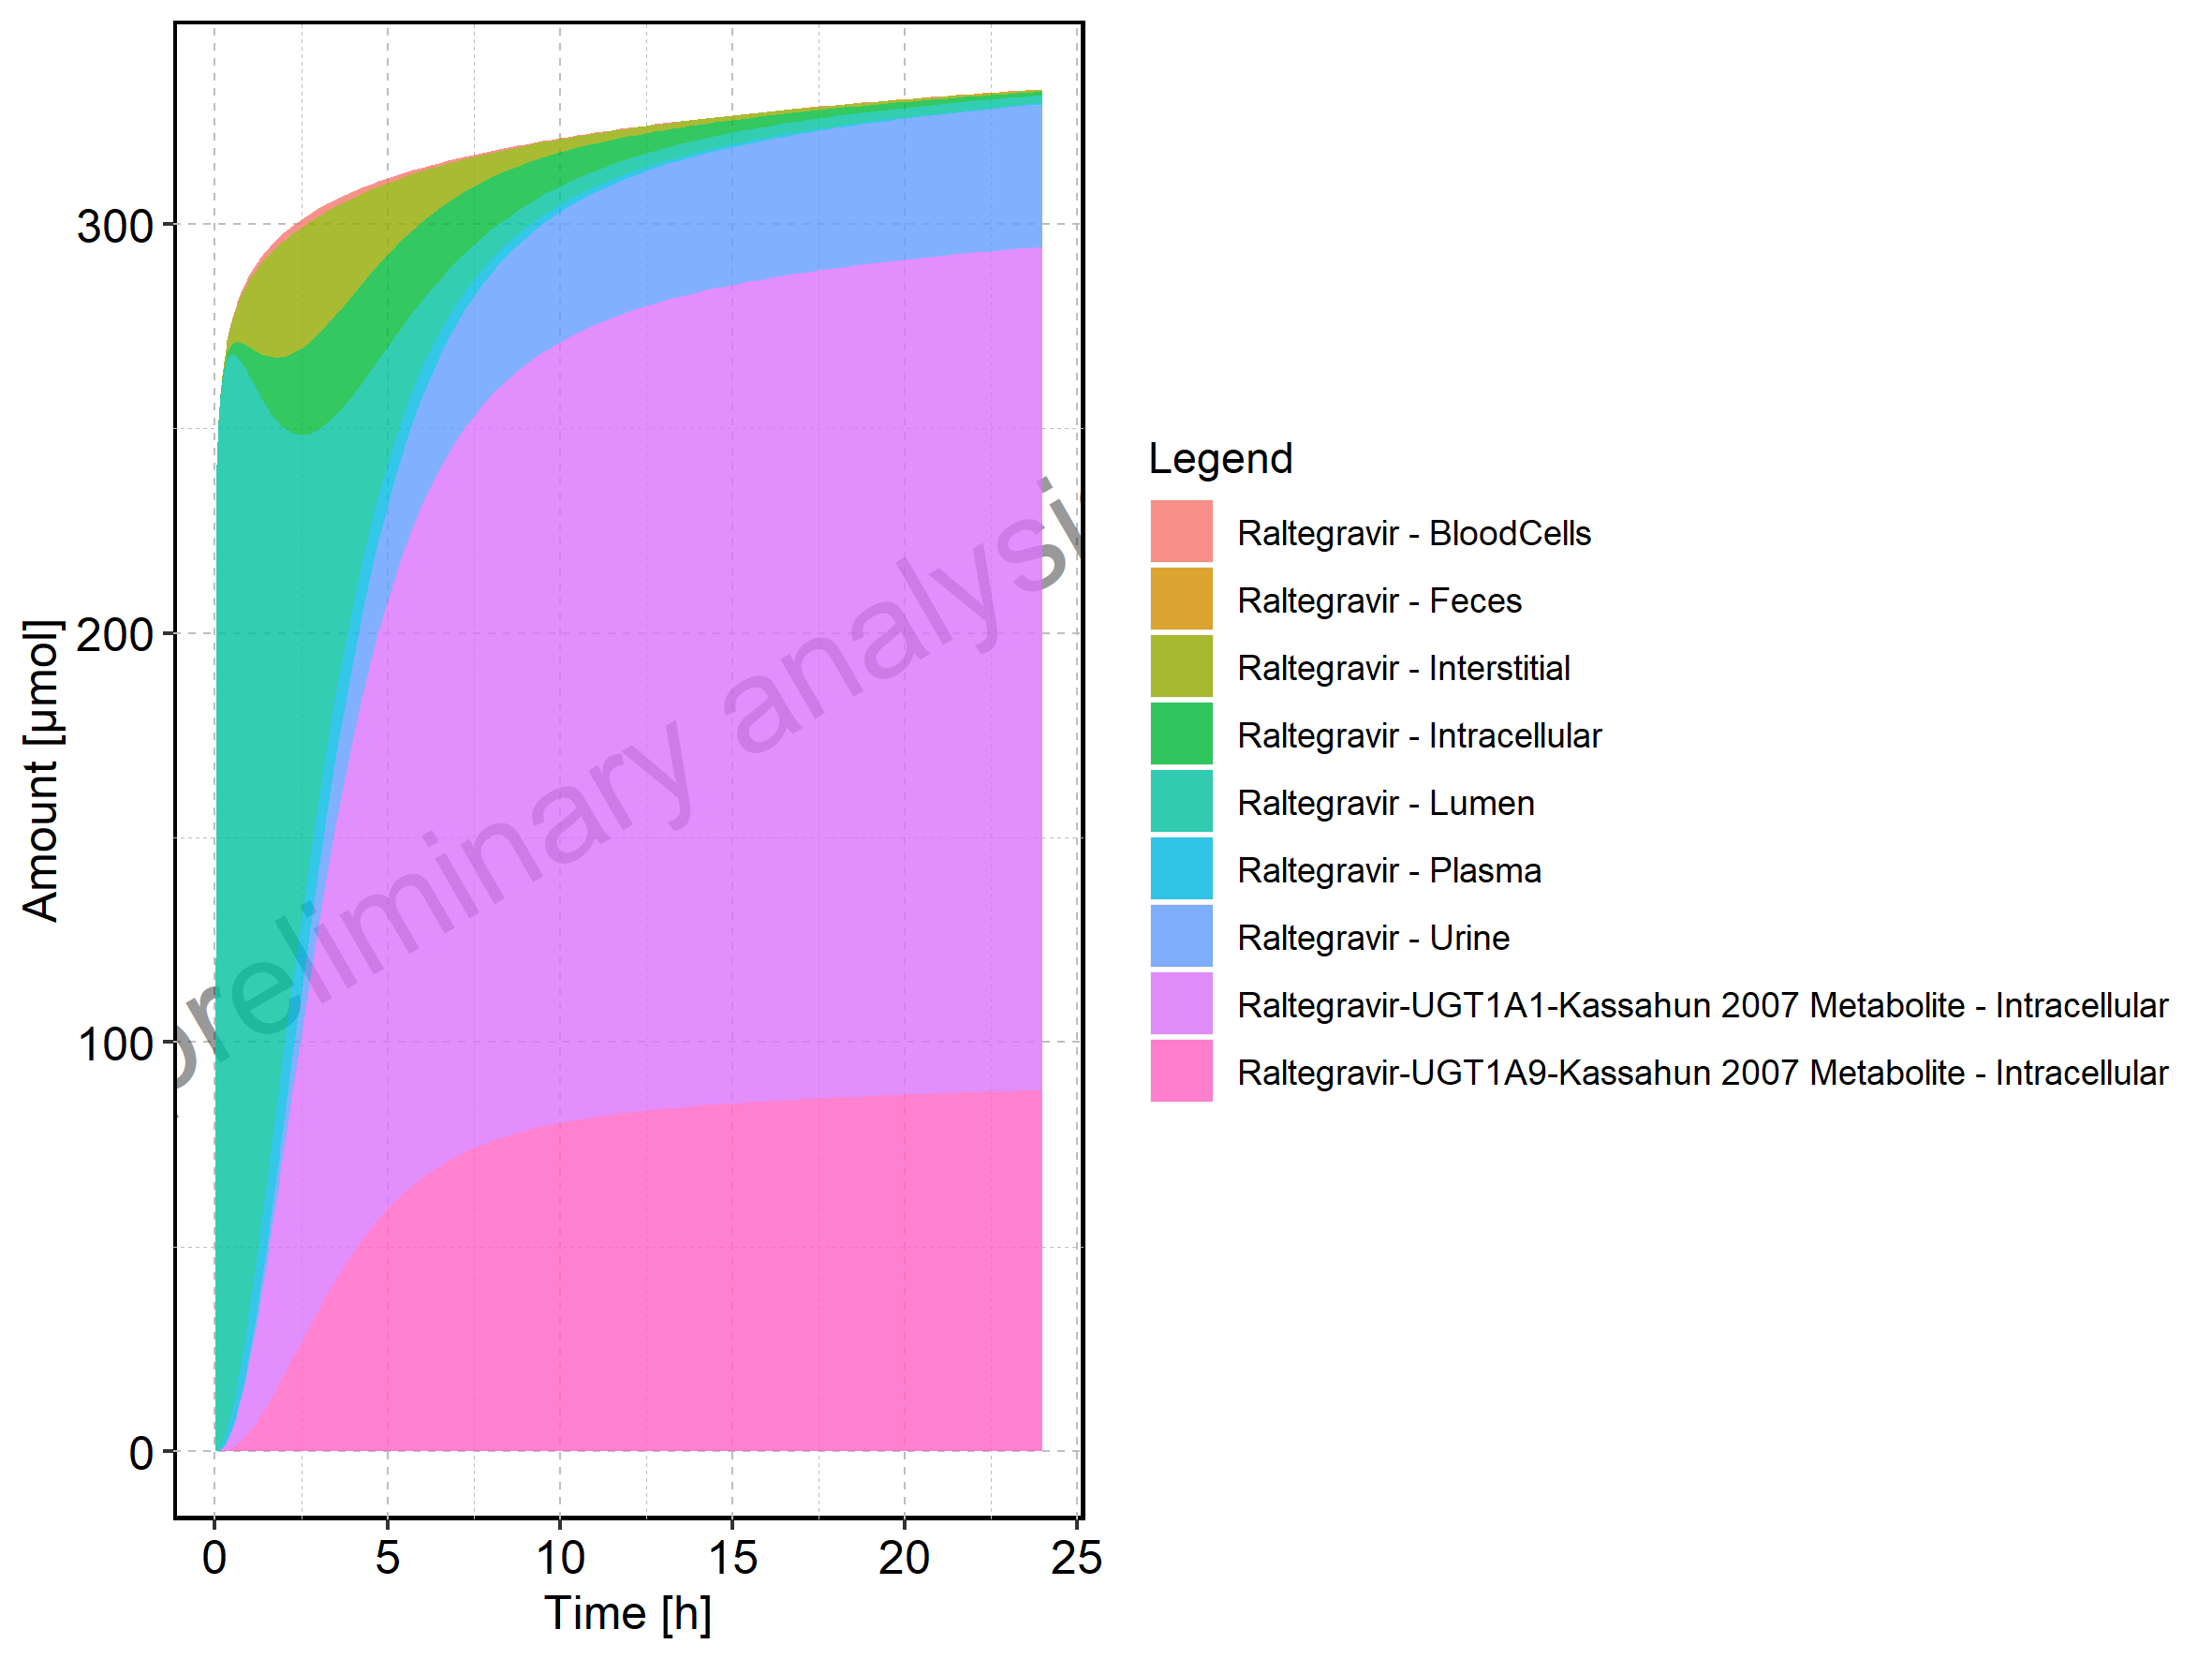 300
200
100
0
Amount [µmol]
0 5 10 15 20 25
Time [h]
preliminary analysis
Legend
Raltegravir - BloodCells
Raltegravir - Feces
Raltegravir - Interstitial
Raltegravir - Intracellular
Raltegravir - Lumen
Raltegravir - Plasma
Raltegravir - Urine
Raltegravir-UGT1A1-Kassahun 2007 Metabolite - Intracellular
Raltegravir-UGT1A9-Kassahun 2007 Metabolite - Intracellular